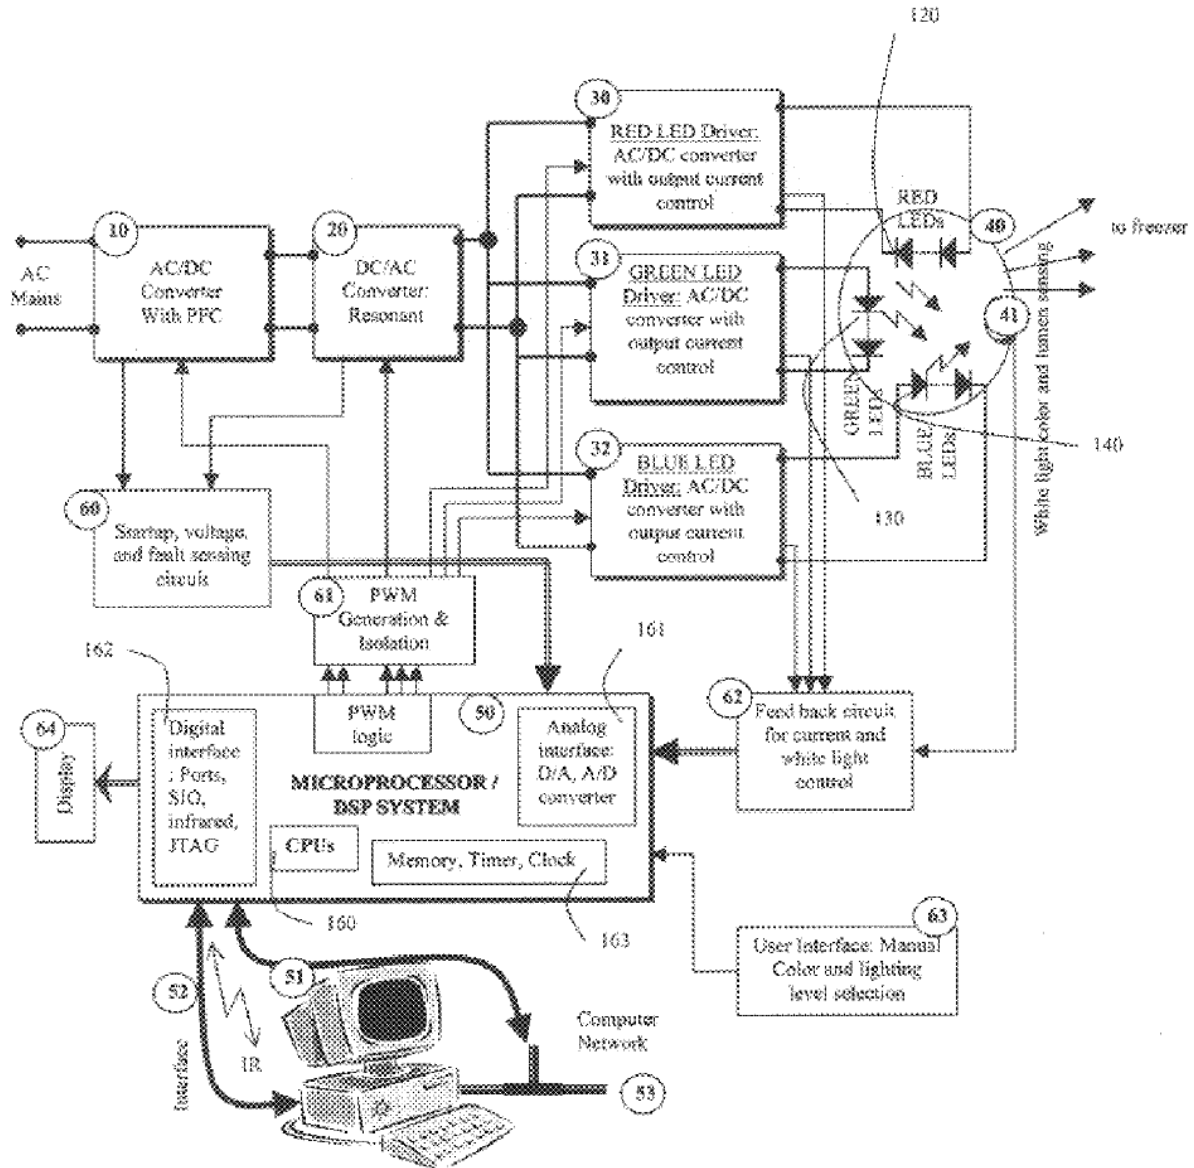 120
30
RED LED Driver:
AC/DC converter
with output current
control
RED
LEDs
40
to freezer
10
AC/DC
Converter
With PFC
20
DC/AC
Converter:
Resonant
AC
Mains
31
GREEN LED
Driver: AC/DC
converter with
output current
control
41
White light color and lumen sensing
GREEN
LEDs
BLUE
LEDs
140
130
32
BLUE LED
Driver: AC/DC
converter with
output current
control
60
Startup, voltage,
and fault sensing
circuit
61
PWM
Generation &
Isolation
162
161
64
Display
Digital
interface
: Ports,
SIO,
infrared,
JTAG
PWM
logic
50
Analog
interface:
D/A, A/D
converter
MICROPROCESSOR /
DSP SYSTEM
CPUs
Memory, Timer, Clock
62
Feed back circuit
for current and
white light
control
160
163
63
User Interface: Manual
Color and lighting
level selection
52
51
Interface
IR
Computer
Network
53